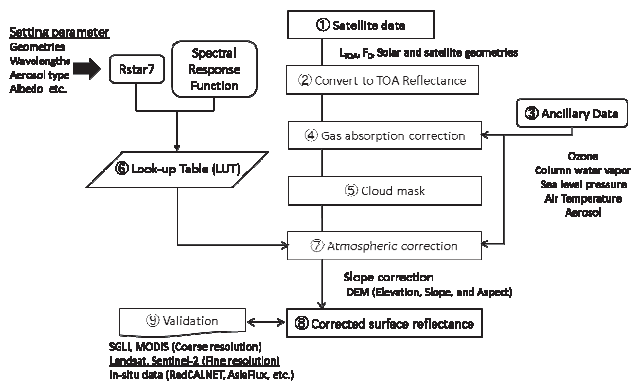 Setting parameter
Geometries
Wavelengths
Aerosol type
Albedo etc.
Rstar7
Spectral
Response
Function
① Satellite data
LTOA, F0, Solar and satellite geometries
② Convert to TOA Reflectance
③ Ancillary Data
④ Gas absorption correction
Ozone
Column water vapor
Sea level pressure
Air Temperature
Aerosol
⑥ Look-up Table (LUT)
⑤ Cloud mask
⑦ Atmospheric correction
Slope correction
DEM (Elevation, Slope, and Aspect)
⑨ Validation
⑧ Corrected surface reflectance
SGLI, MODIS (Coarse resolution)
Landsat, Sentinel-2 (Fine resolution)
In-situ data (RadCALNET, AsiaFlux, etc.)